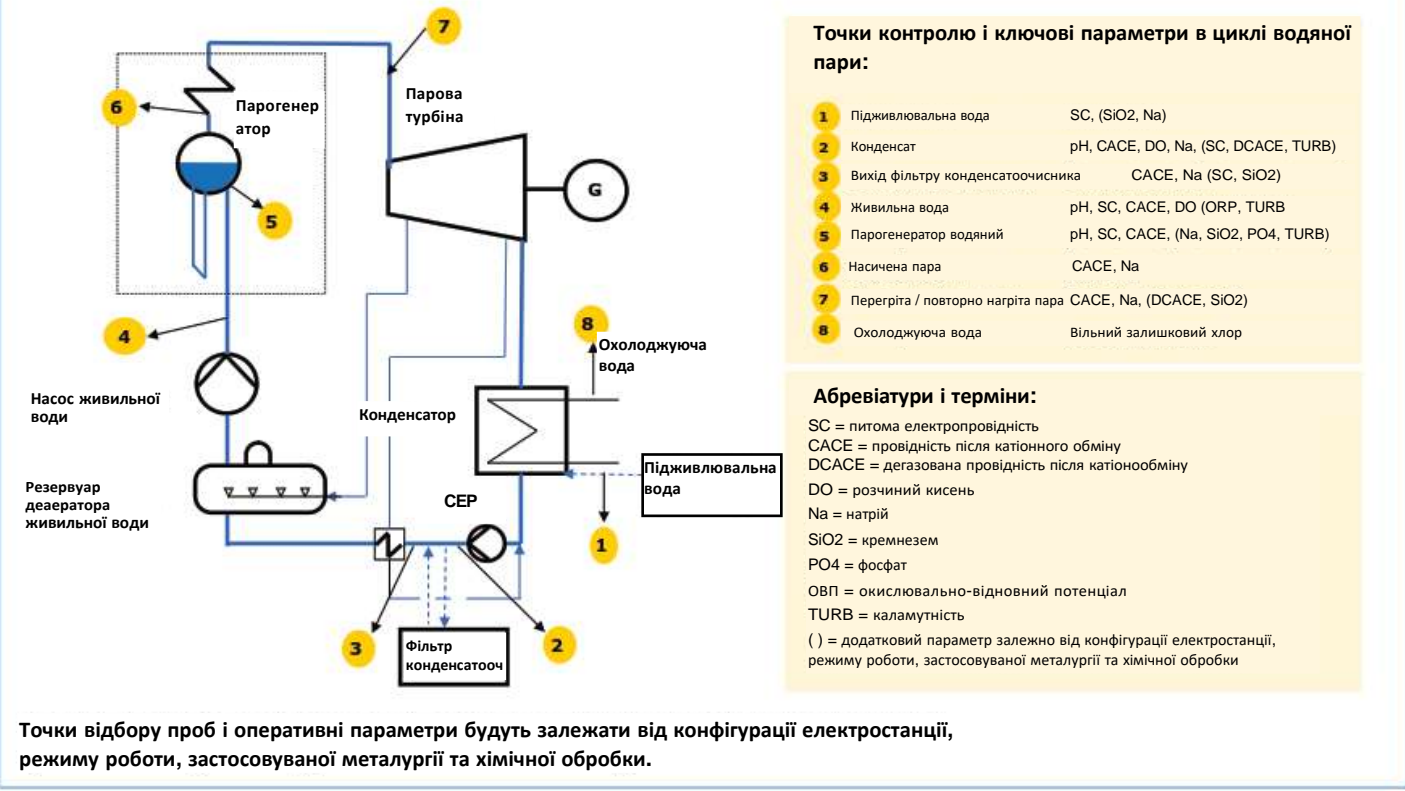 7
6
Парогенер
атор
Парова
турбіна
G
5
4
8
Охолоджуюча
вода
Насос живильної
води
Конденсатор
Підживлювальна
вода
Резервуар
деаератора
живильної води
СЕР
1
3
Фільтр
конденсатооч
2
Точки контролю і ключові параметри в циклі водяної
пари:
1 Підживлювальна вода SC, (SiO2, Na)
2 Конденсат pH, CACE, DO, Na, (SC, DCACE, TURB)
3 Вихід фільтру конденсатоочисника CACE, Na (SC, SiO2)
4 Живильна вода pH, SC, CACE, DO (ORP, TURB
5 Парогенератор водяний pH, SC, CACE, (Na, SiO2, PO4, TURB)
6 Насичена пара CACE, Na
7 Перегріта / повторно нагріта пара CACE, Na, (DCACE, SiO2)
8 Охолоджуюча вода Вільний залишковий хлор
Абревіатури і терміни:
SC = питома електропровідність
CACE = провідність після катіонного обміну
DCACE = дегазована провідність після катіонообміну
DO = розчиний кисень
Na = натрій
SiO2 = кремнезем
PO4 = фосфат
ОВП = окислювально-відновний потенціал
TURB = каламутність
( ) = додатковий параметр залежно від конфігурації електростанції,
режиму роботи, застосовуваної металургії та хімічної обробки
Точки відбору проб і оперативні параметри будуть залежати від конфігурації електростанції,
режиму роботи, застосовуваної металургії та хімічної обробки.